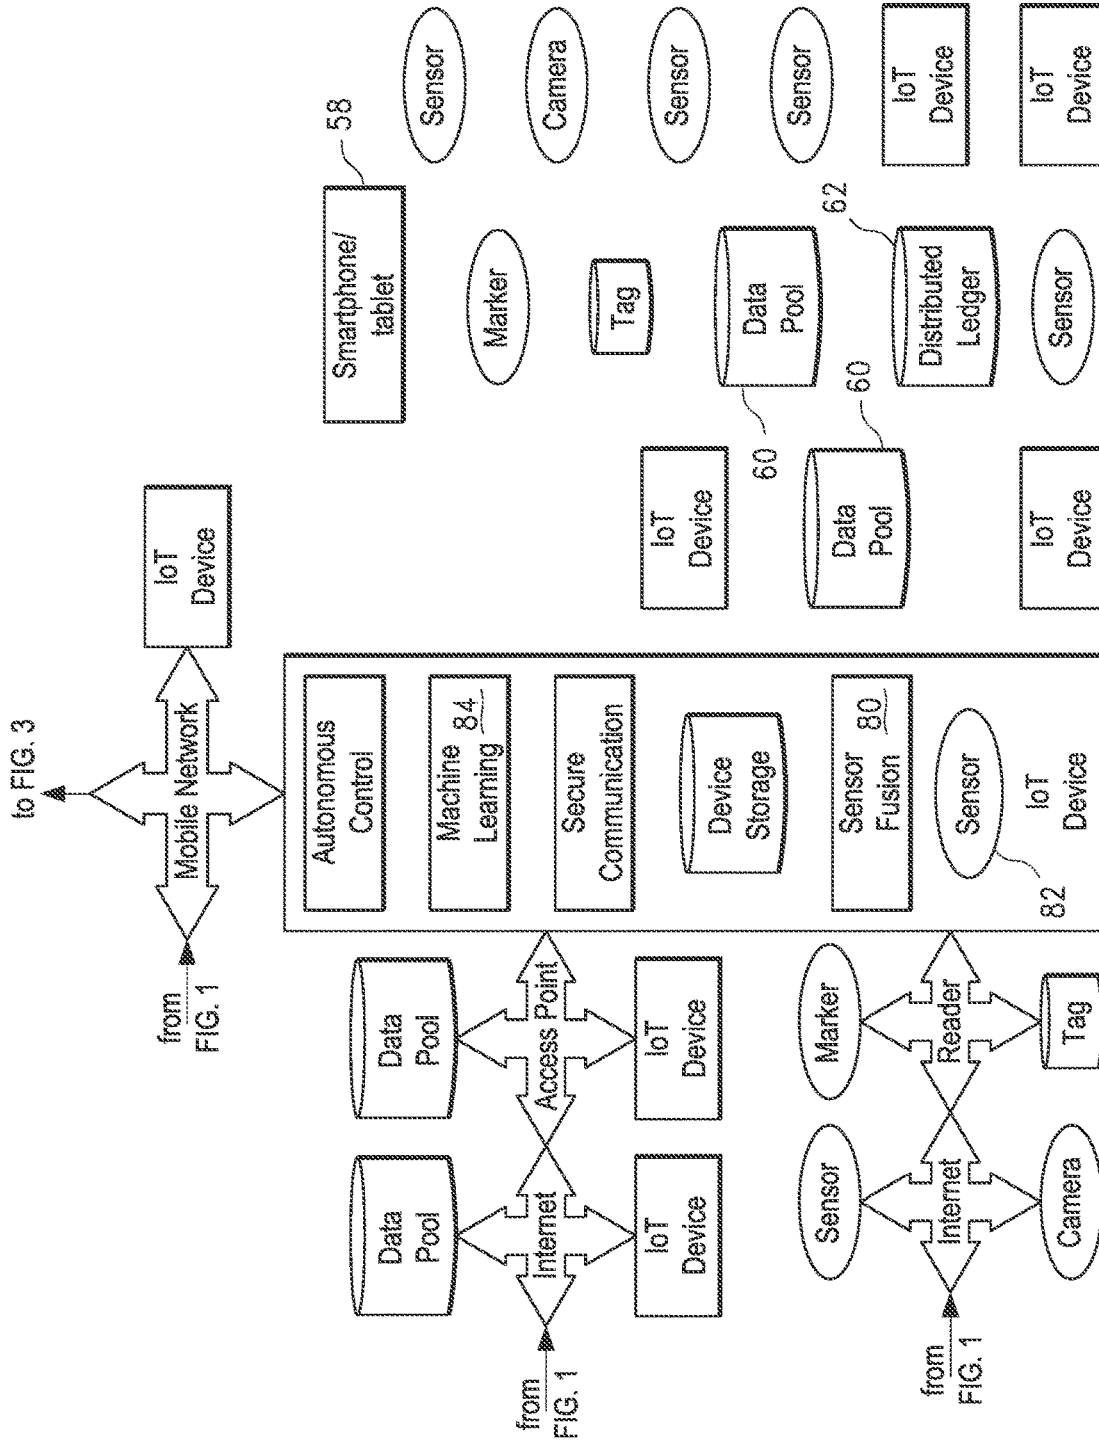 to FIG. 3
from
FIG. 1
Mobile Network
IoT
Device
Autonomous
Control
Smartphone/
tablet
58
Data
Pool
Data
Pool
Machine
Learning
84
Marker
Sensor
from
FIG. 1
Internet
Access Point
Secure
Communication
Tag
Camera
IoT
Device
IoT
Device
Device
Storage
IoT
Device
Data
Pool
60
Sensor
Sensor
Marker
Sensor
Fusion
80
Data
Pool
60
Distributed
Ledger
62
Sensor
from
FIG. 1
Internet
Reader
Sensor
82
IoT
Device
Camera
Tag
IoT
Device
IoT
Device
Sensor
IoT
Device